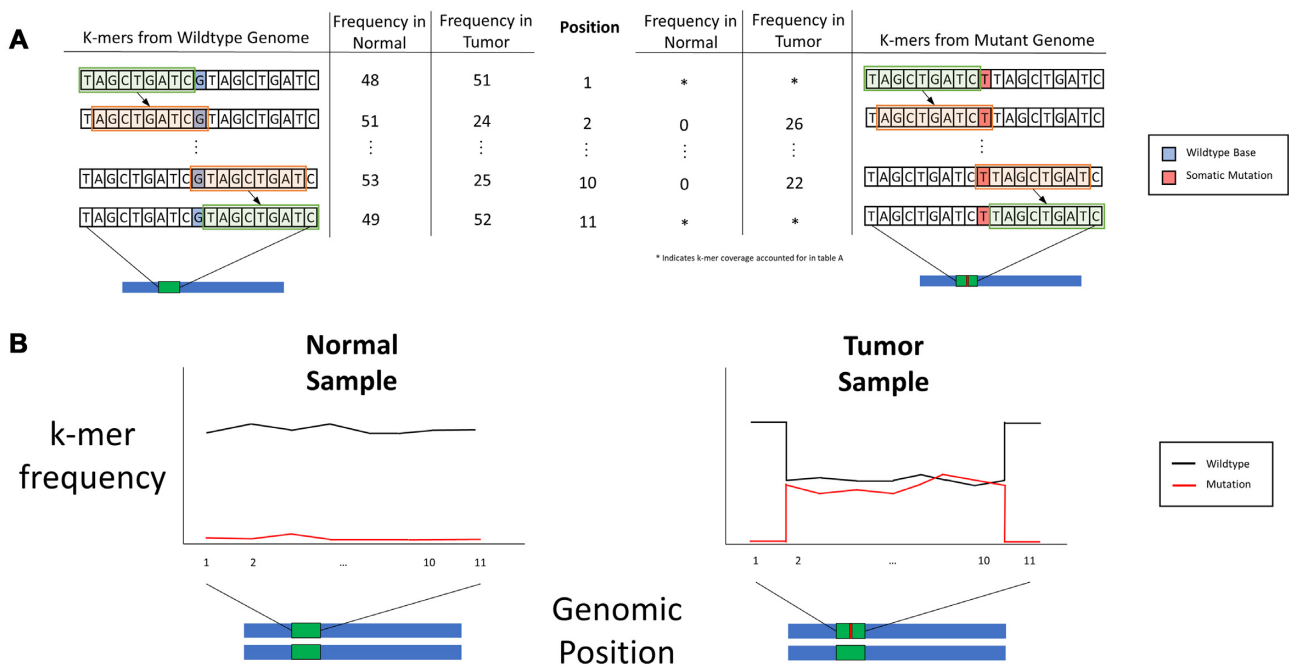 A
K-mers from Wildtype Genome
Frequency in Normal
Frequency in Tumor
Position
Frequency in Normal
Frequency in Tumor
K-mers from Mutant Genome
TAGCTGATCGTAGCTGATC 48 51 1 * * TAGCTGATCTTAGCTGATC
TAGCTGATCGTAGCTGATC 51 24 2 0 26 TAGCTGATCTTAGCTGATC
⋮ ⋮ ⋮ ⋮ ⋮ ⋮ ⋮
TAGCTGATCGTAGCTGATC 53 25 10 0 22 TAGCTGATCTTAGCTGATC
TAGCTGATCGTAGCTGATC 49 52 11 * * TAGCTGATCTTAGCTGATC
* Indicates k-mer coverage accounted for in table A
Wildtype Base
Somatic Mutation
B
Normal
Sample
Tumor
Sample
k-mer
frequency
Wildtype
Mutation
1 2 ... 10 11
1 2 ... 10 11
Genomic
Position